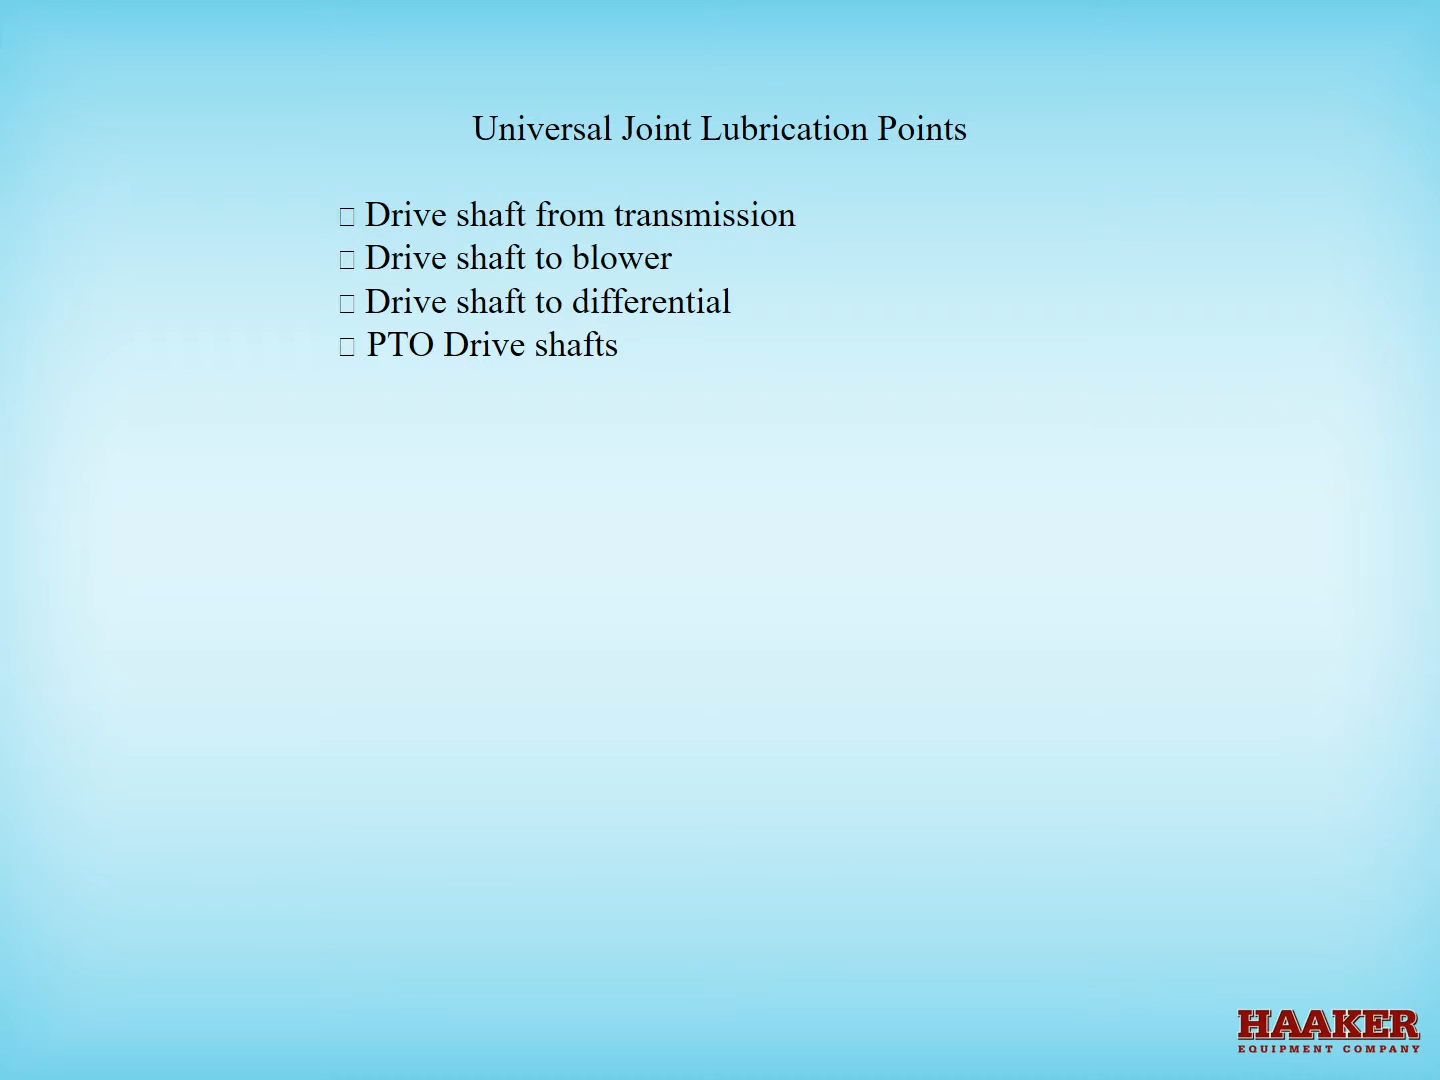 Universal Joint Lubrication Points
□ Drive shaft from transmission
□ Drive shaft to blower
□ Drive shaft to differential
□ PTO Drive shafts
HAAKER
EQUIPMENT COMPANY